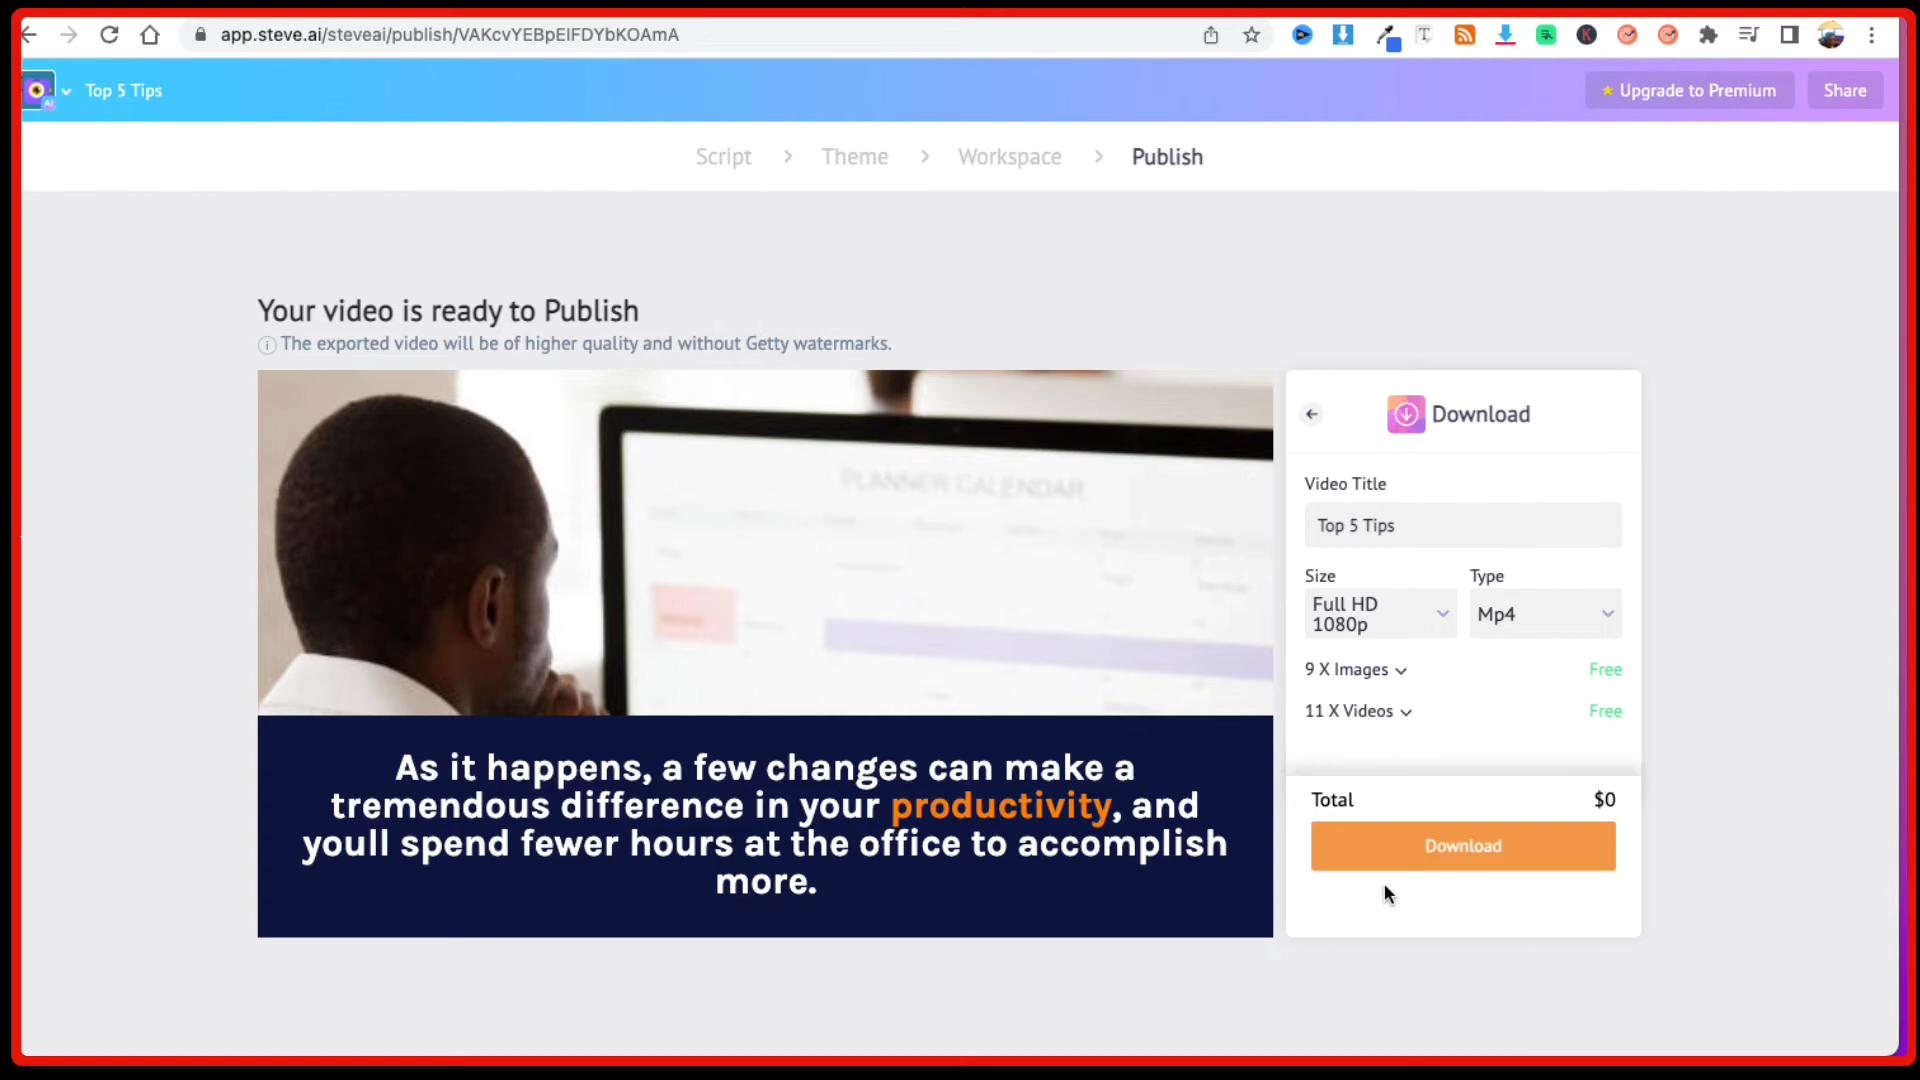 app.steve.ai/steveai/publish/VAKcvYEBpElFDYbKOAmA
AI
Top 5 Tips
Upgrade to Premium
Share
Script
Theme
Workspace
Publish
Your video is ready to Publish
The exported video will be of higher quality and without Getty watermarks.
PLANNER CALENDAR
As it happens, a few changes can make a
tremendous difference in your productivity, and
youll spend fewer hours at the office to accomplish
more.
Download
Video Title
Top 5 Tips
Size
Type
Full HD
1080p
Mp4
9 X Images
Free
11 X Videos
Free
Total
$0
Download